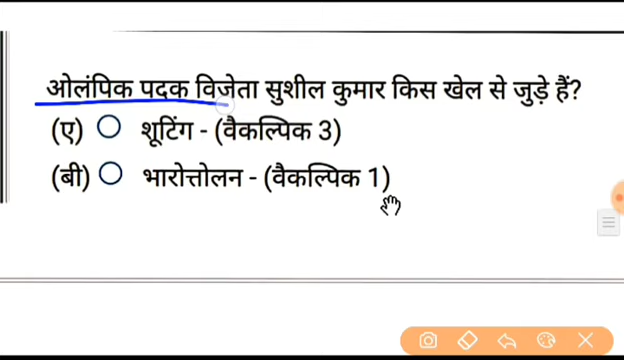 ओलंपिक पदक विजेता सुशील कुमार किस खेल से जुड़े हैं?
(ए) शूटिंग - (वैकल्पिक 3)
(बी) भारोत्तोलन - (वैकल्पिक 1)